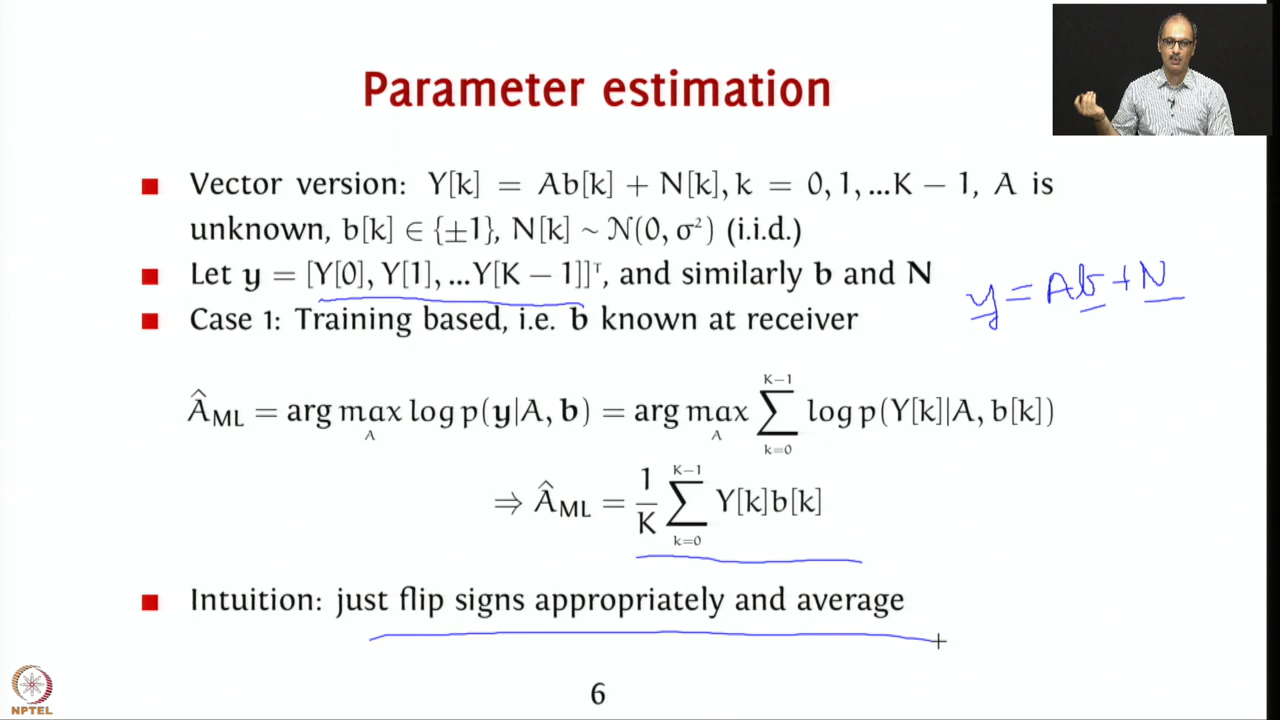 Parameter estimation
Vector version: Y[k] = Ab[k] + N[k], k = 0, 1, ...K − 1, A is
unknown, b[k] ∈ {±1}, N[k] ~ 𝒩(0, σ²) (i.i.d.)
Let y = [Y[0], Y[1], ...Y[K − 1]]ᵀ, and similarly b and N
y = Ab + N
Case 1: Training based, i.e. b known at receiver
Â_ML = arg max_A log p(y|A, b) = arg max_A ∑_{k=0}^{K−1} log p(Y[k]|A, b[k])
⇒ Â_ML = 1/K ∑_{k=0}^{K−1} Y[k]b[k]
Intuition: just flip signs appropriately and average
NPTEL
6